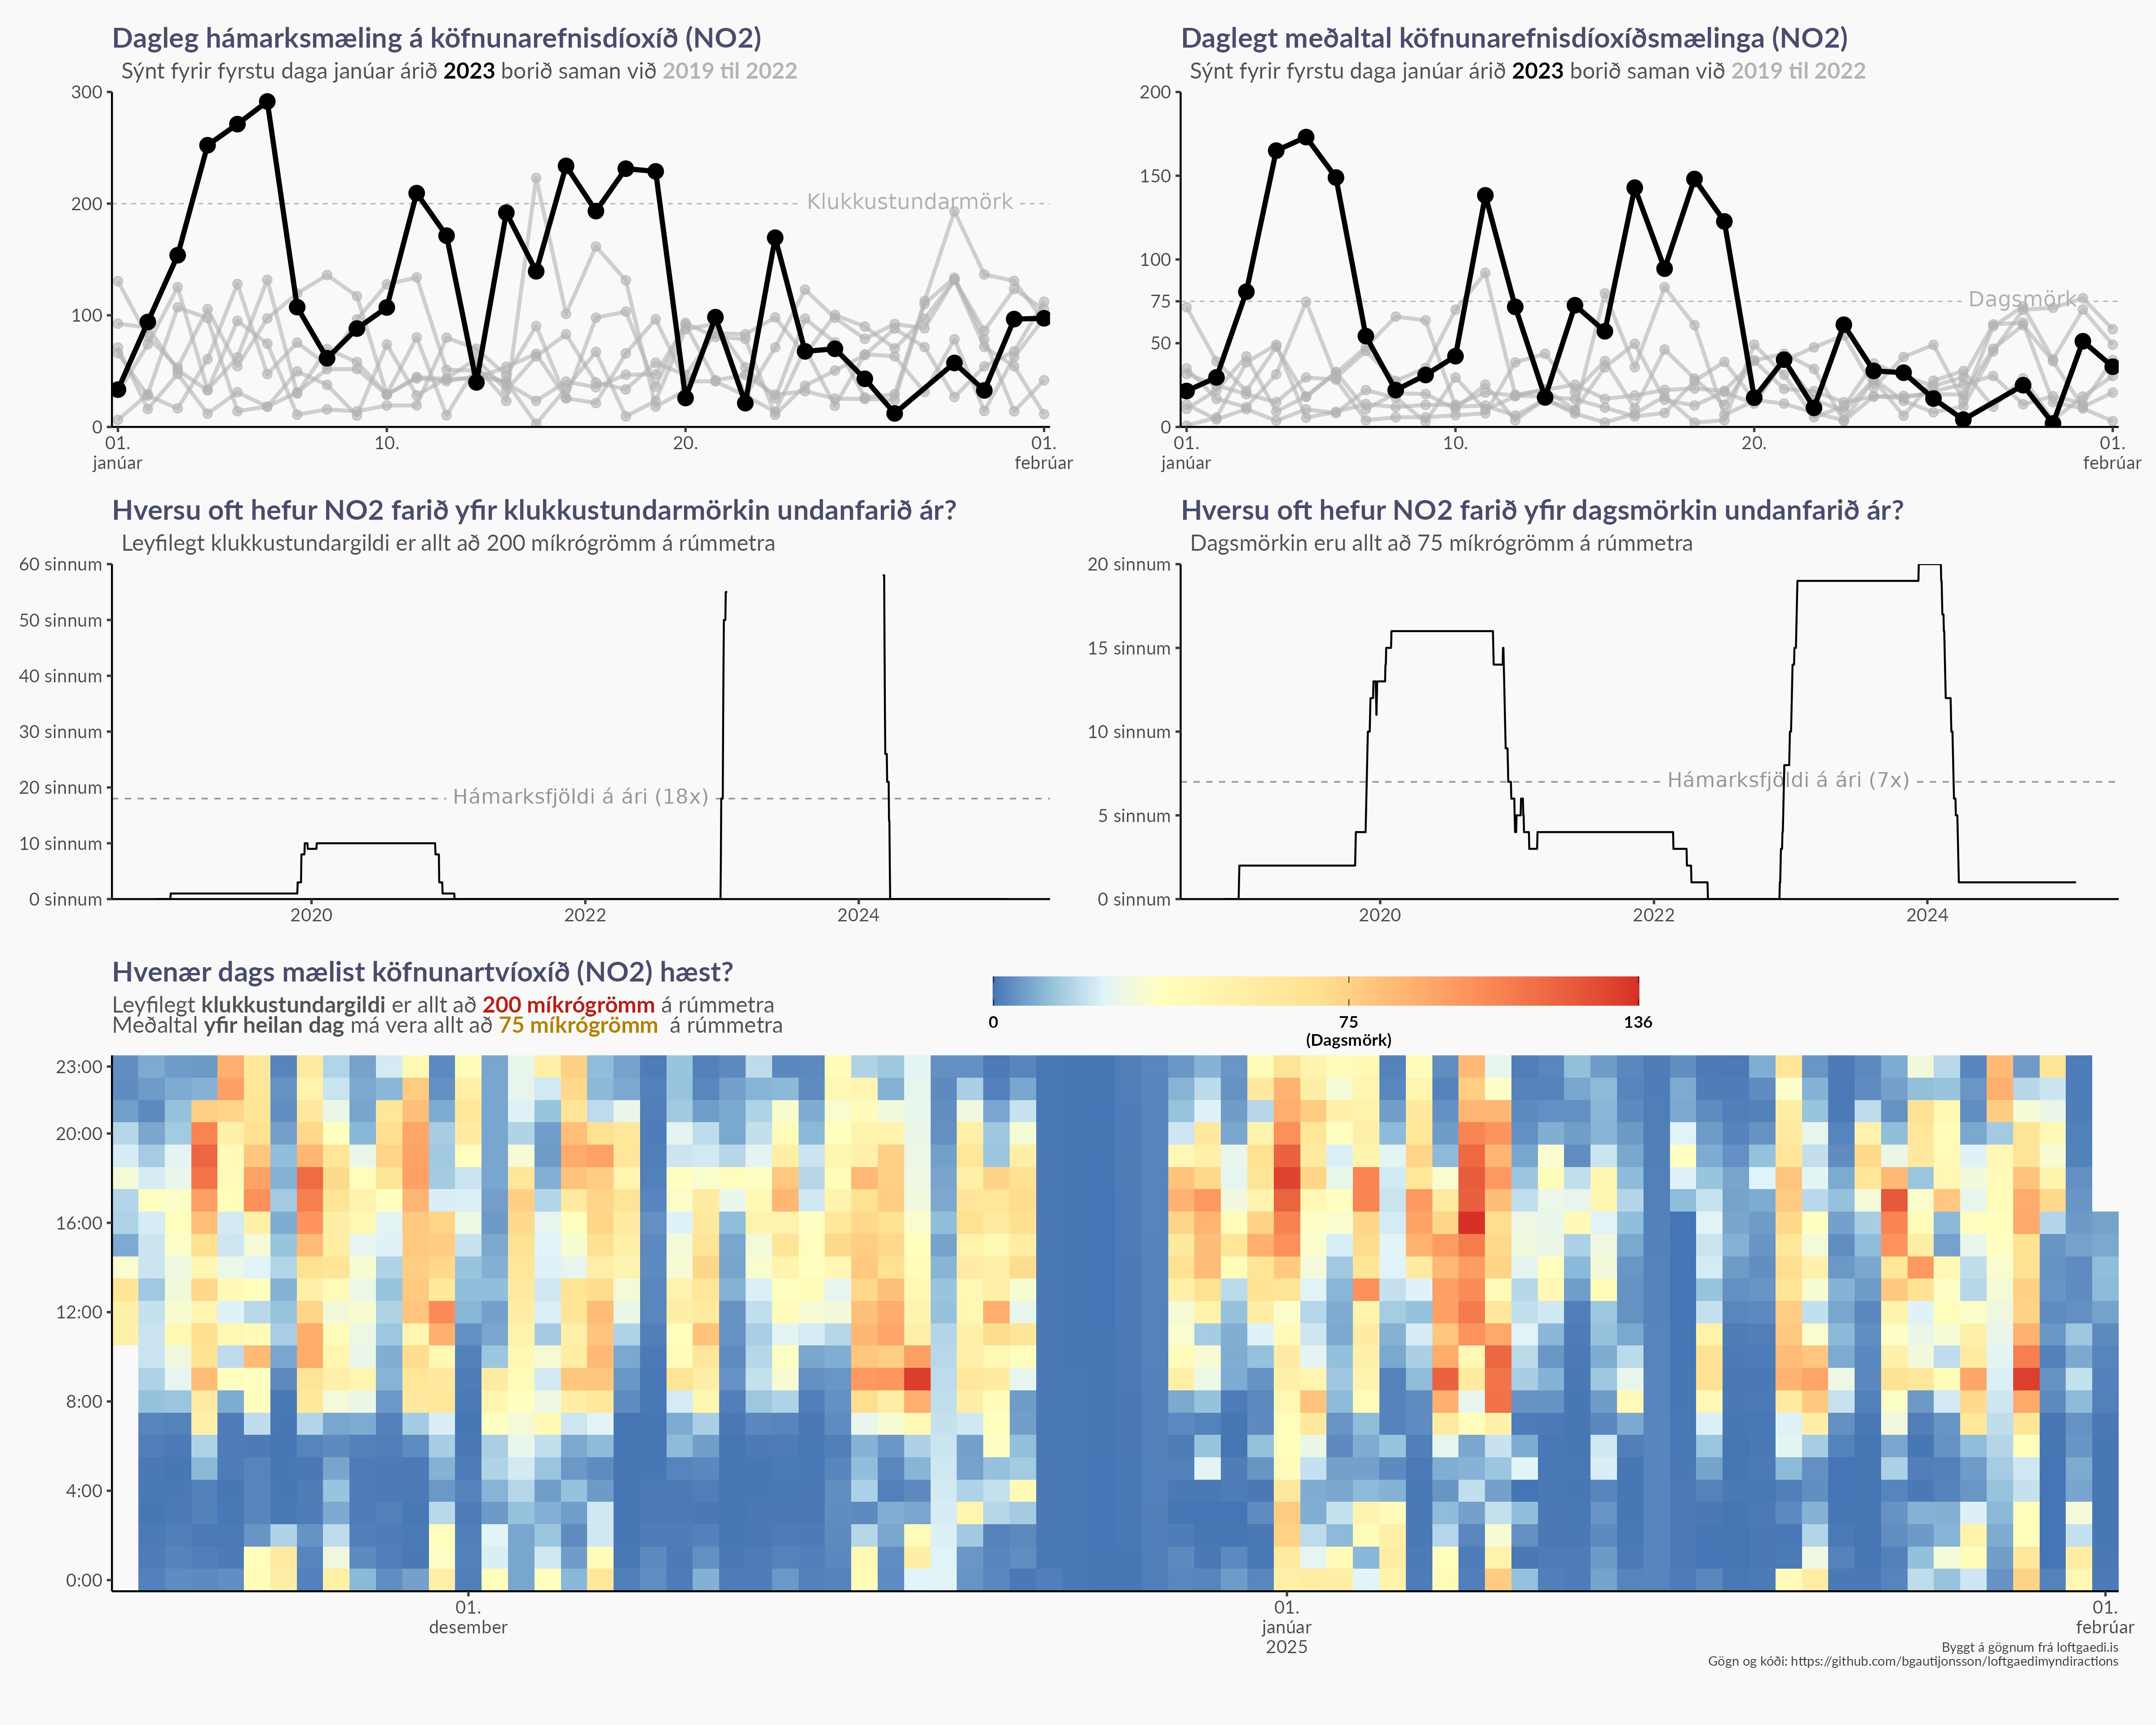 Dagleg hámarksmæling á köfnunarefnisdíoxíð (NO2)
Sýnt fyrir fyrstu daga janúar árið 2023 borið saman við 2019 til 2022
300
200
100
0
Klukkustundarmörk
01.
janúar
10.
20.
01.
febrúar
Daglegt meðaltal köfnunarefnisdíoxíðsmælinga (NO2)
Sýnt fyrir fyrstu daga janúar árið 2023 borið saman við 2019 til 2022
200
150
100
75
50
0
Dagsmörk
01.
janúar
10.
20.
01.
febrúar
Hversu oft hefur NO2 farið yfir klukkustundarmörkin undanfarið ár?
Leyfilegt klukkustundargildi er allt að 200 míkrógrömm á rúmmetra
60 sinnum
50 sinnum
40 sinnum
30 sinnum
20 sinnum
10 sinnum
0 sinnum
Hámarksfjöldi á ári (18x)
2020
2022
2024
Hversu oft hefur NO2 farið yfir dagsmörkin undanfarið ár?
Dagsmörkin eru allt að 75 míkrógrömm á rúmmetra
20 sinnum
15 sinnum
10 sinnum
5 sinnum
0 sinnum
Hámarksfjöldi á ári (7x)
2020
2022
2024
Hvenær dags mælist köfnunartvíoxíð (NO2) hæst?
Leyfilegt klukkustundargildi er allt að 200 míkrógrömm á rúmmetra
Meðaltal yfir heilan dag má vera allt að 75 míkrógrömm á rúmmetra
0
75
(Dagsmörk)
136
23:00
20:00
16:00
12:00
8:00
4:00
0:00
01.
desember
01.
janúar
2025
01.
febrúar
Byggt á gögnum frá loftgaedi.is
Gögn og kóði: https://github.com/bgautijonsson/loftgaedimyndiractions